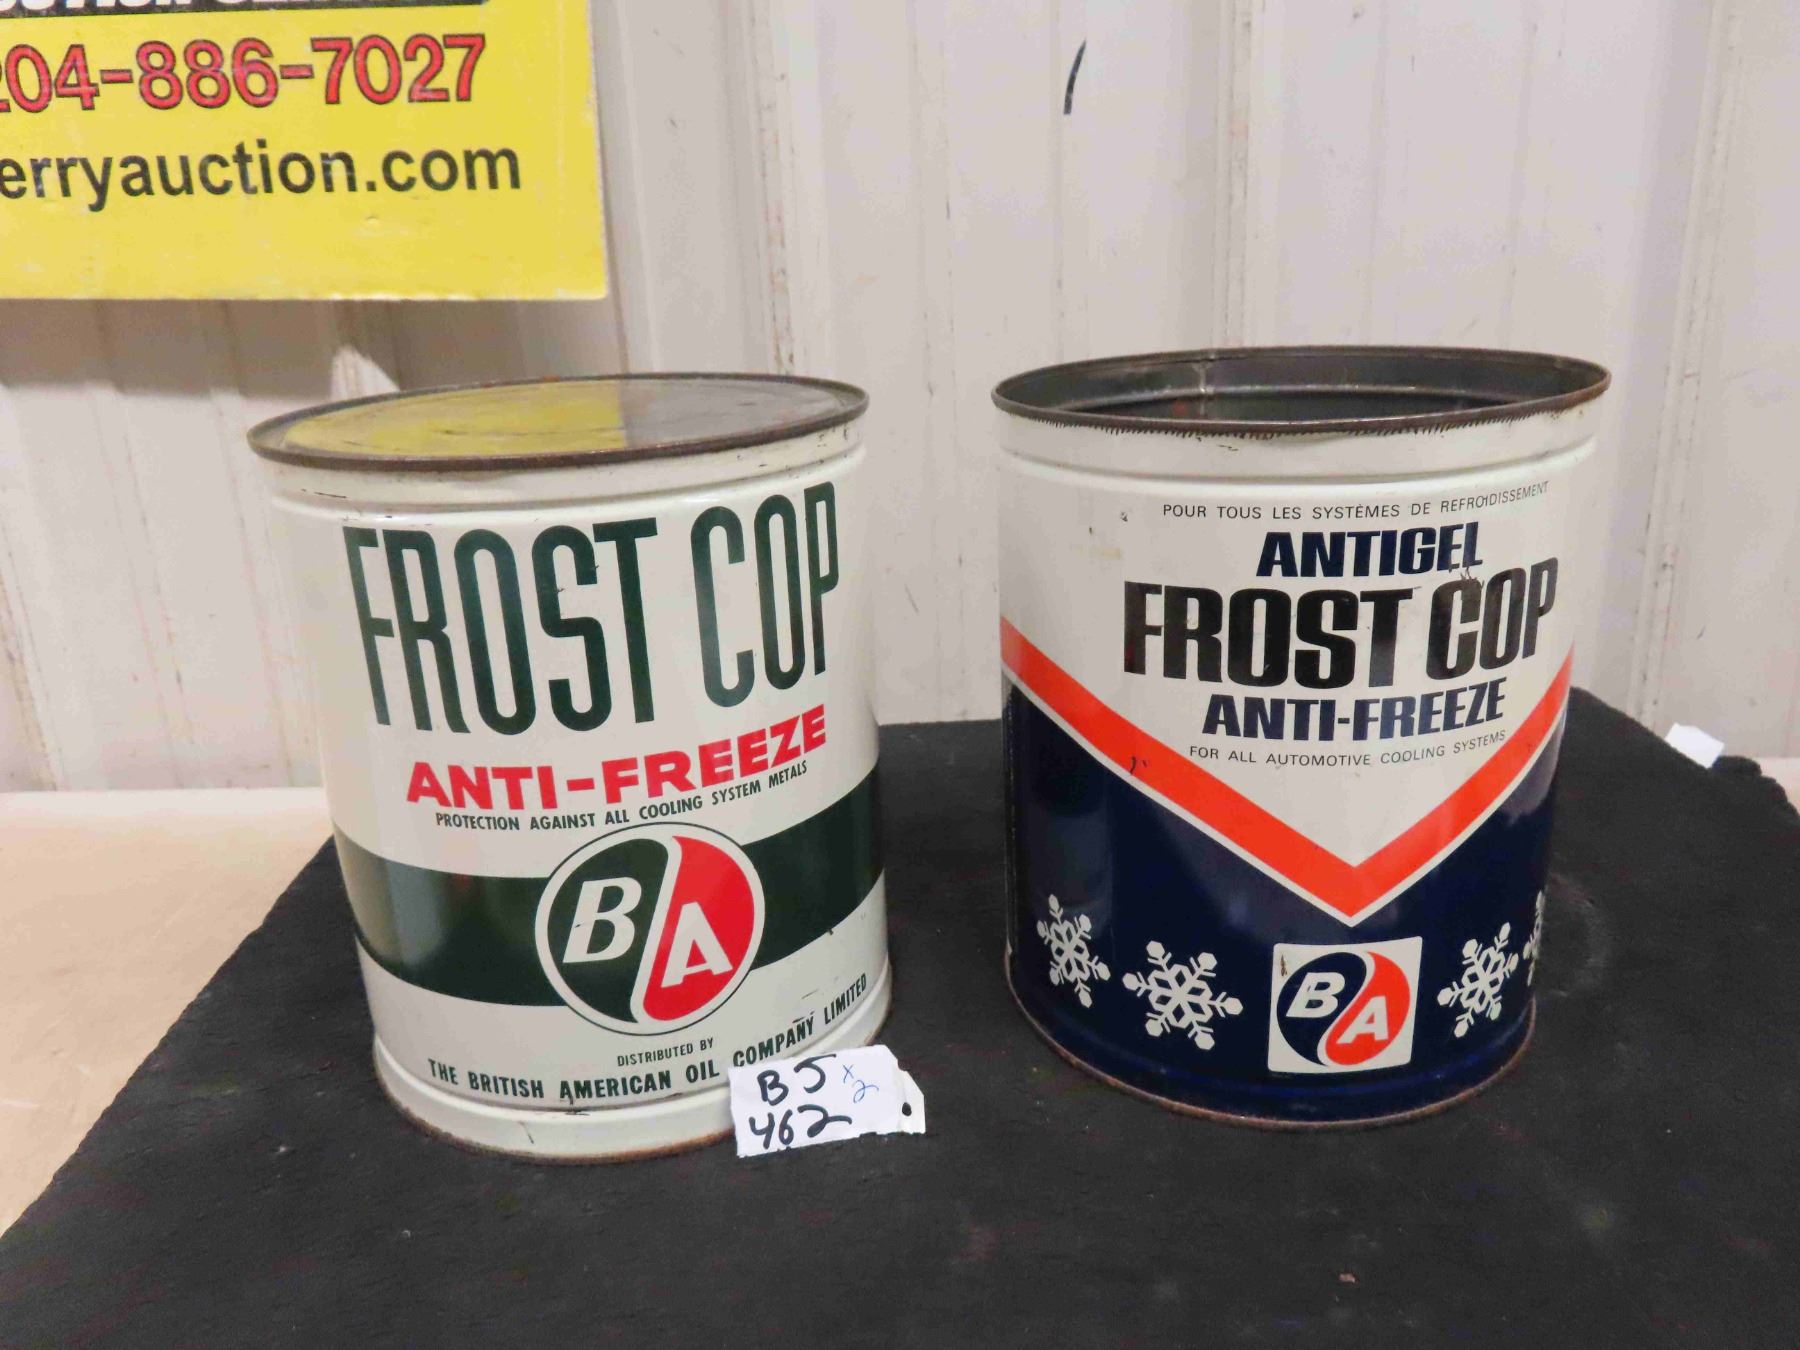 204-886-7027
erryauction.com
FROST COP
ANTI-FREEZE
PROTECTION AGAINST ALL COOLING SYSTEM METALS
BA
DISTRIBUTED BY
THE BRITISH AMERICAN OIL COMPANY LIMITED
BJ x2
462
POUR TOUS LES SYSTÈMES DE REFROIDISSEMENT
ANTIGEL
FROST COP
ANTI-FREEZE
FOR ALL AUTOMOTIVE COOLING SYSTEMS
BA